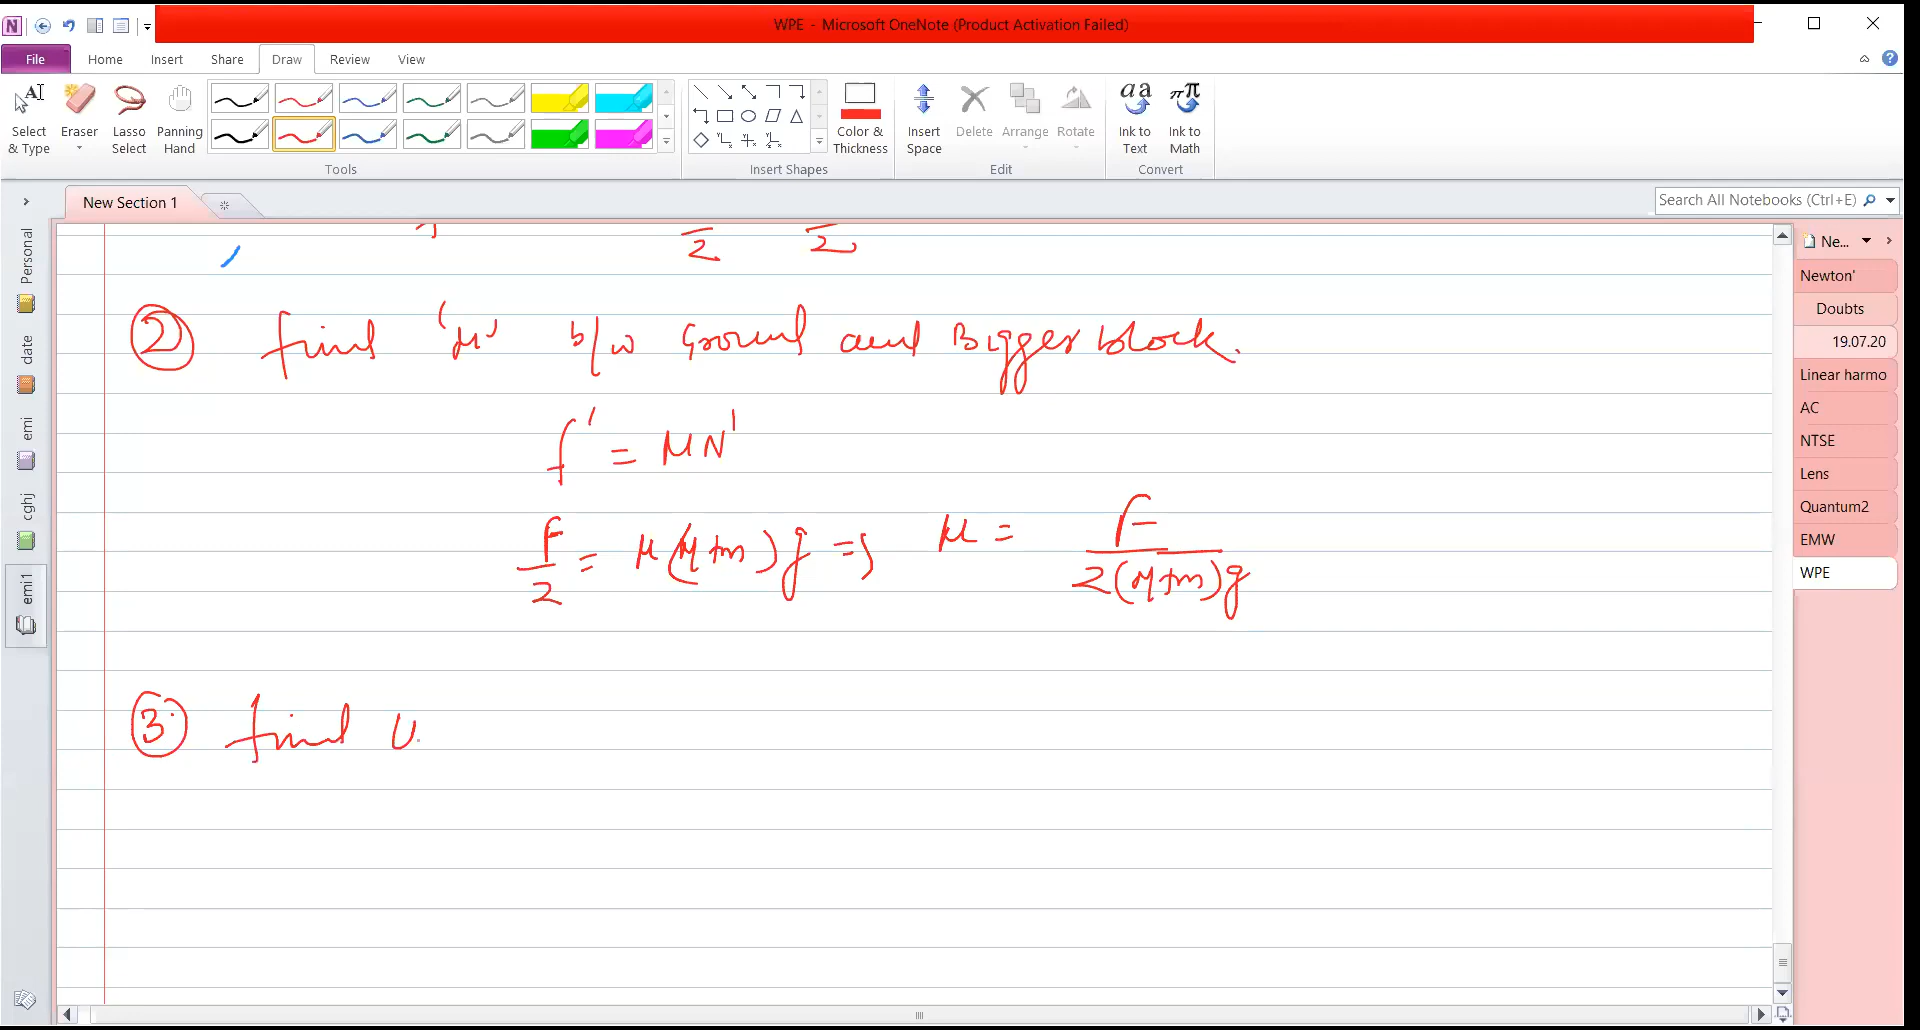 WPE - Microsoft OneNote (Product Activation Failed)
File Home Insert Share Draw Review View
Select & Type
Eraser
Lasso Select
Panning Hand
Color & Thickness
Insert Space
Delete
Arrange
Rotate
Ink to Text
Ink to Math
Tools
Insert Shapes
Edit
Convert
New Section 1
Search All Notebooks (Ctrl+E)
Personal
date
emi
cghj
emi1
Ne...
Newton'
Doubts
19.07.20
Linear harmo
AC
NTSE
Lens
Quantum2
EMW
WPE
2 2
② find 'μ' b/w Ground and Bigger block.
f' = μN'
F/2 = μ(M+m)g ⇒ μ = F/2(M+m)g
③ find